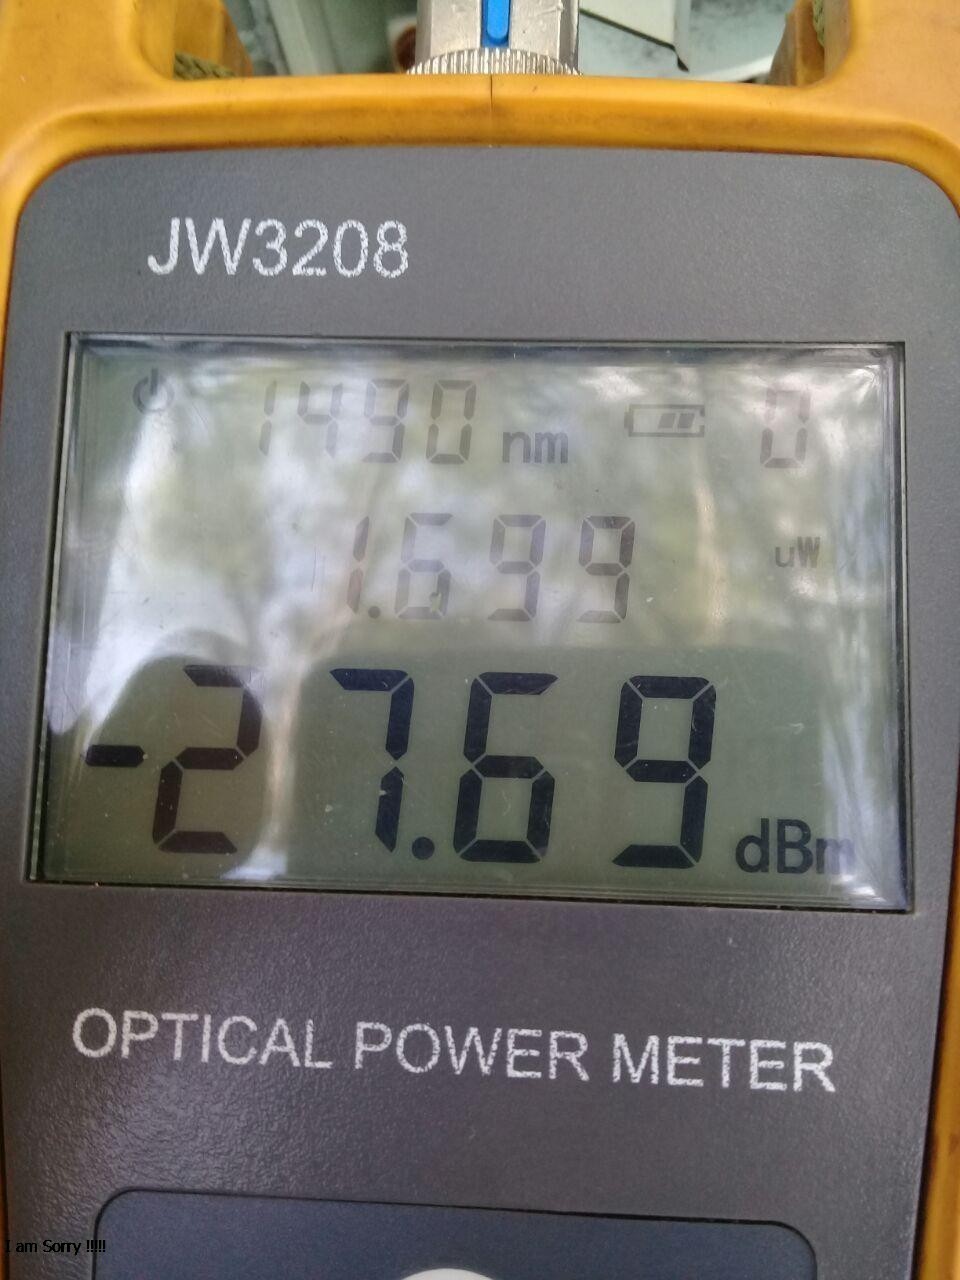 JW3208
1490 nm 0
1.699 uW
-27.69 dBm
OPTICAL POWER METER
I am Sorry !!!!!